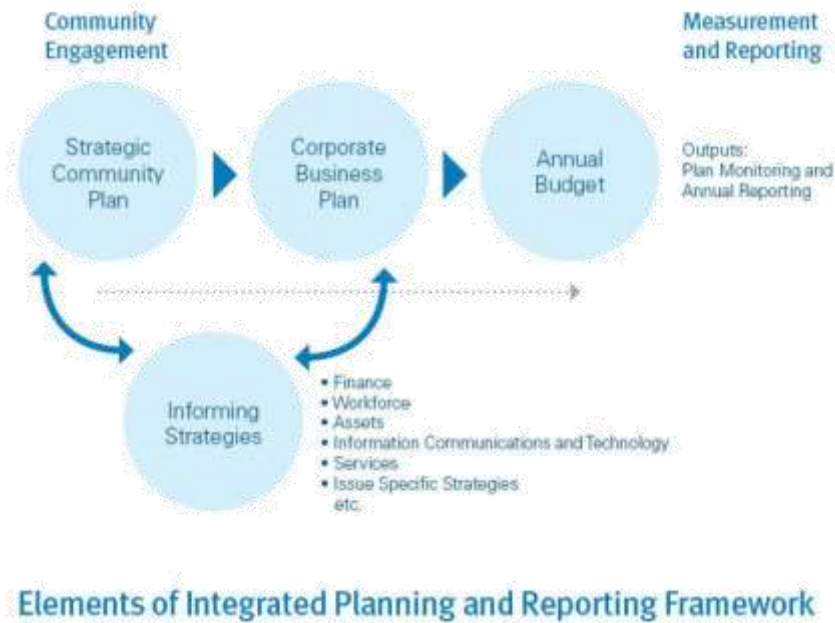 Community
Engagement
Measurement
and Reporting
Strategic
Community
Plan
Corporate
Business
Plan
Annual
Budget
Outputs:
Plan Monitoring and
Annual Reporting
Informing
Strategies
• Finance
• Workforce
• Assets
• Information Communications and Technology
• Services
• Issue Specific Strategies
etc.
Elements of Integrated Planning and Reporting Framework